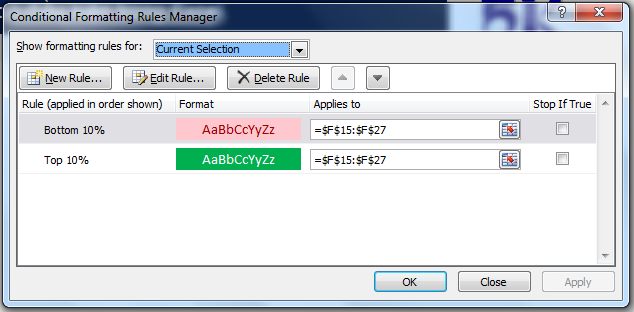 Conditional Formatting Rules Manager
?
Show formatting rules for: Current Selection
New Rule... Edit Rule... Delete Rule
Rule (applied in order shown) Format Applies to Stop If True
Bottom 10% AaBbCcYyZz =$F$15:$F$27
Top 10% AaBbCcYyZz =$F$15:$F$27
OK Close Apply